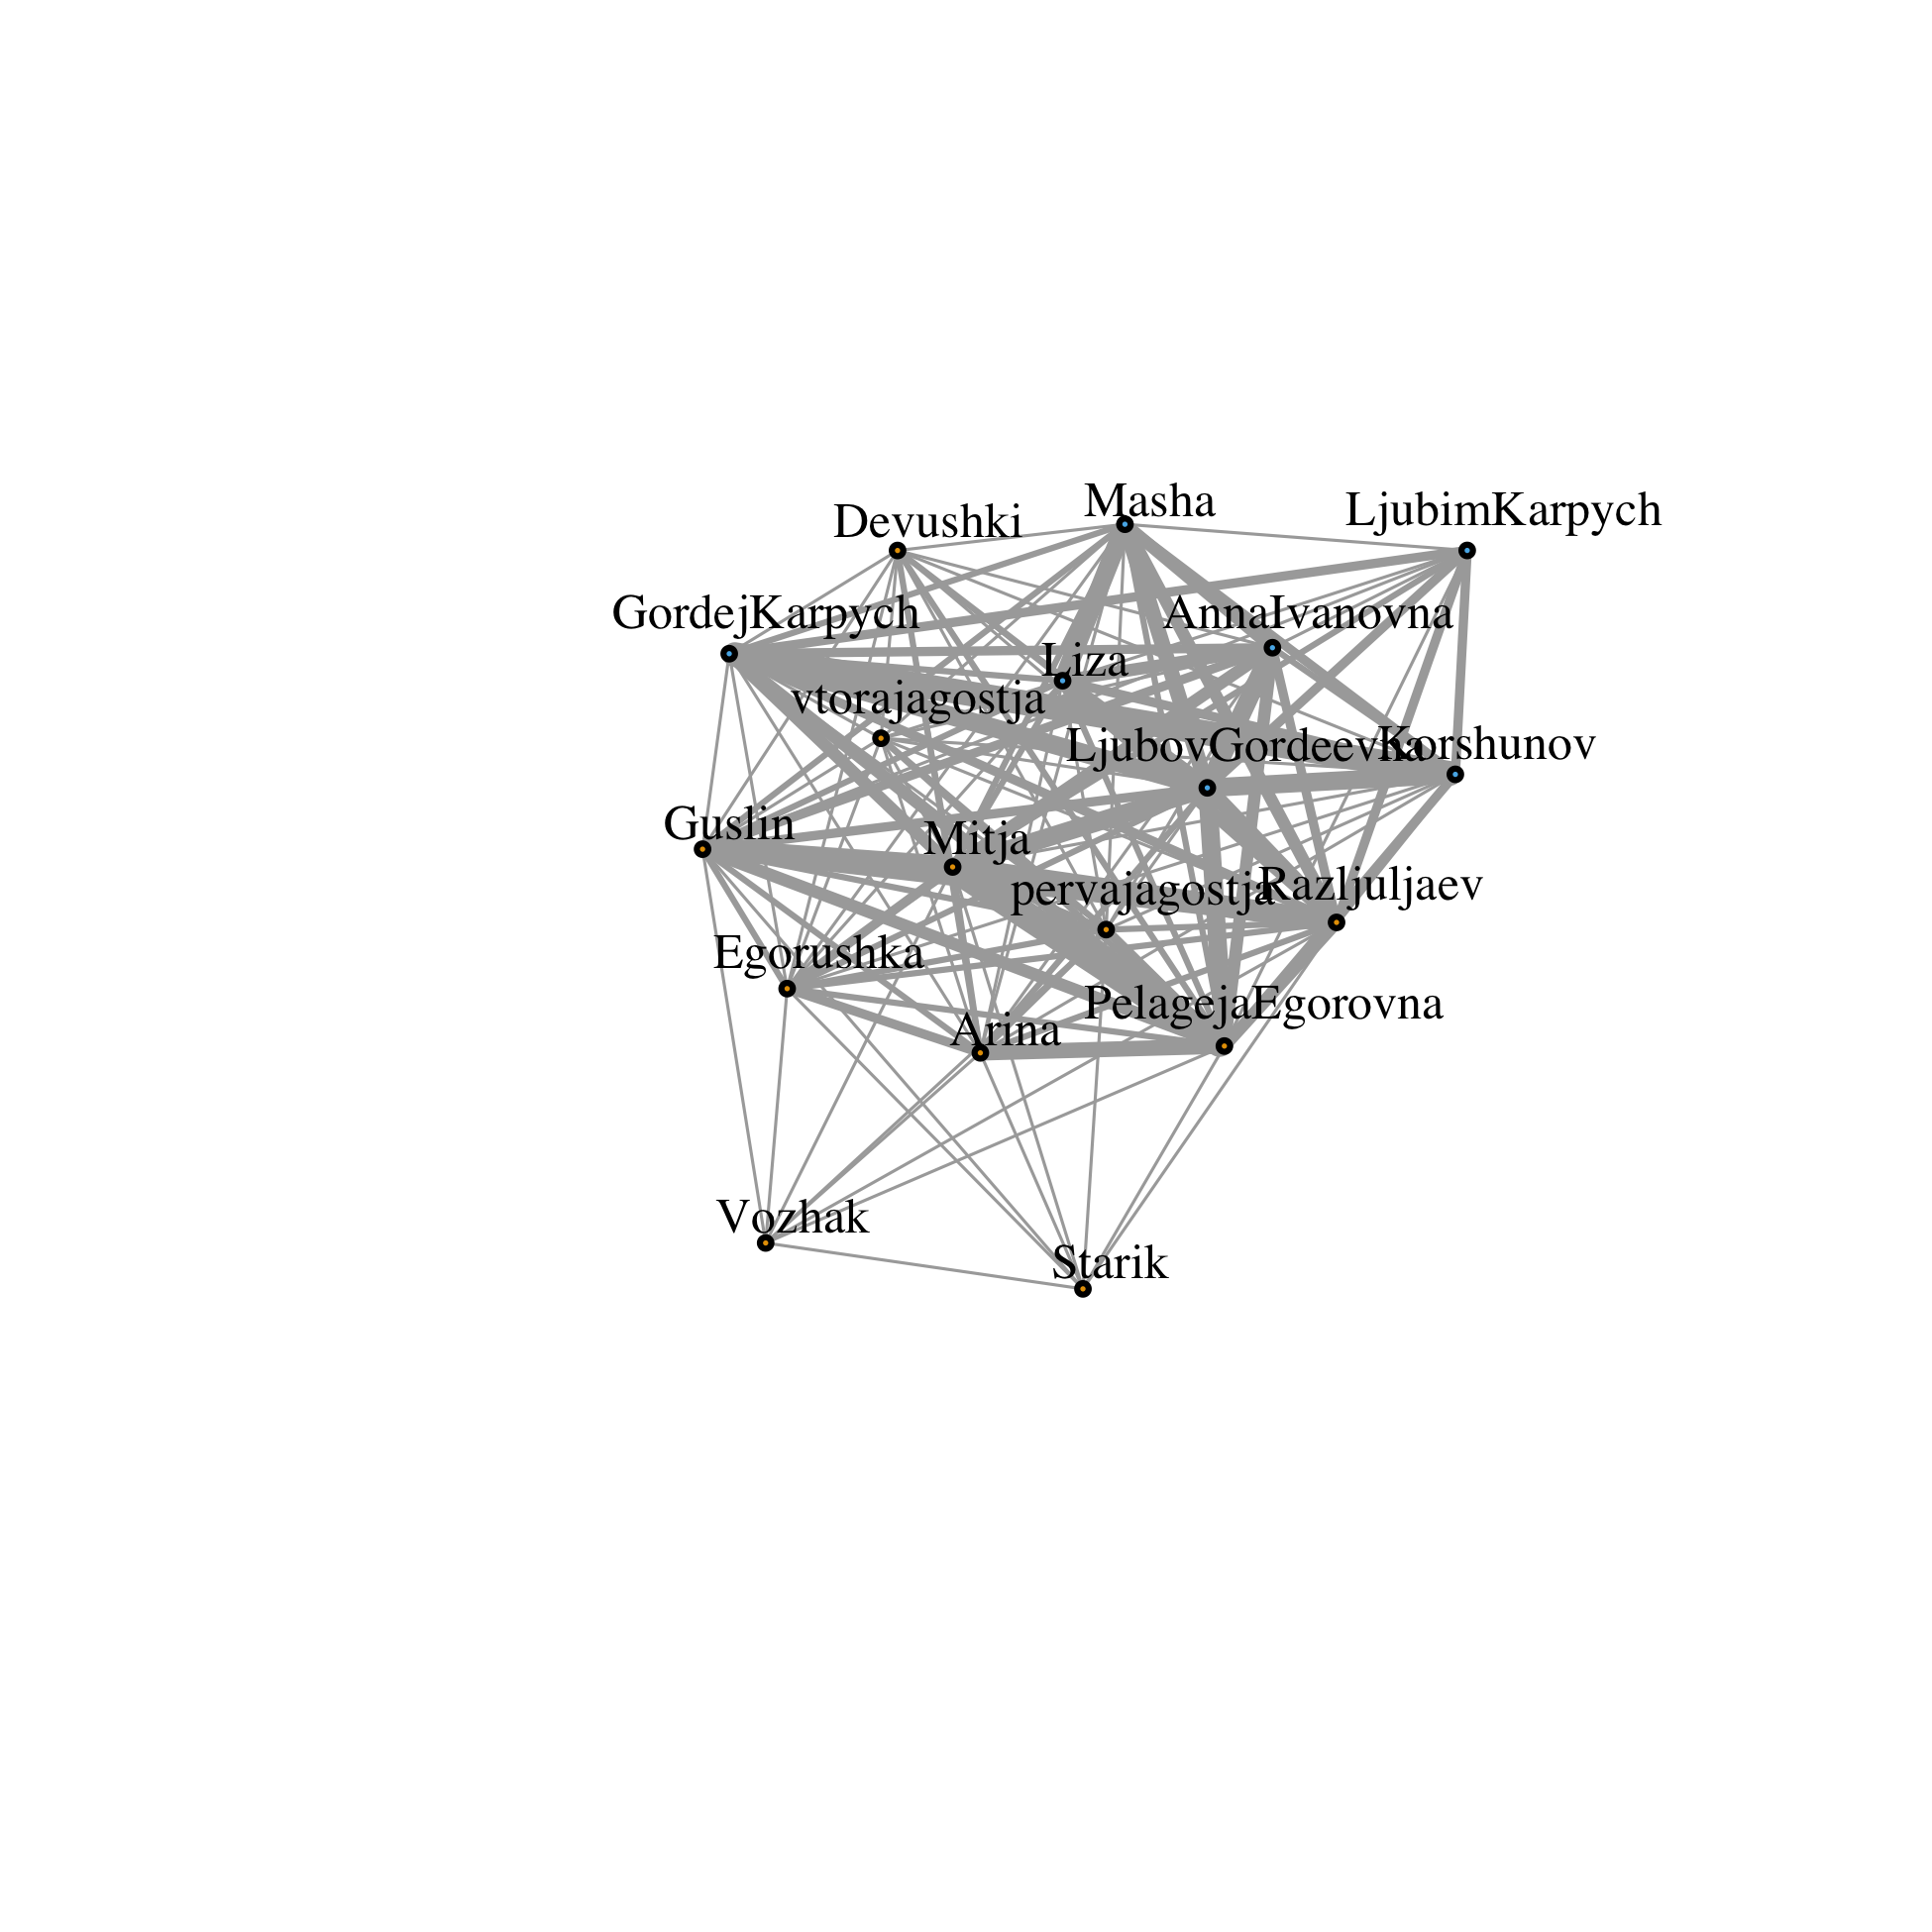 Masha
LjubimKarpych
Devushki
GordejKarpych
AnnaIvanovna
Liza
vtorajagostja
LjubovGordeevna
Korshunov
Guslin
Mitja
pervajagostja
Razljuljaev
Egorushka
PelagejaEgorovna
Arina
Vozhak
Starik